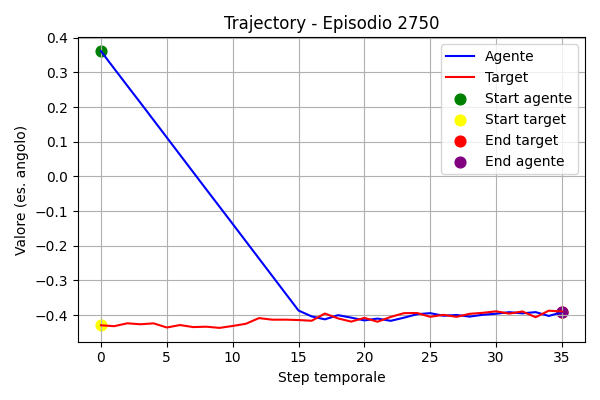 Trajectory - Episodio 2750
Valore (es. angolo)
0.4
0.3
0.2
0.1
0.0
−0.1
−0.2
−0.3
−0.4
Agente
Target
Start agente
Start target
End target
End agente
0 5 10 15 20 25 30 35
Step temporale